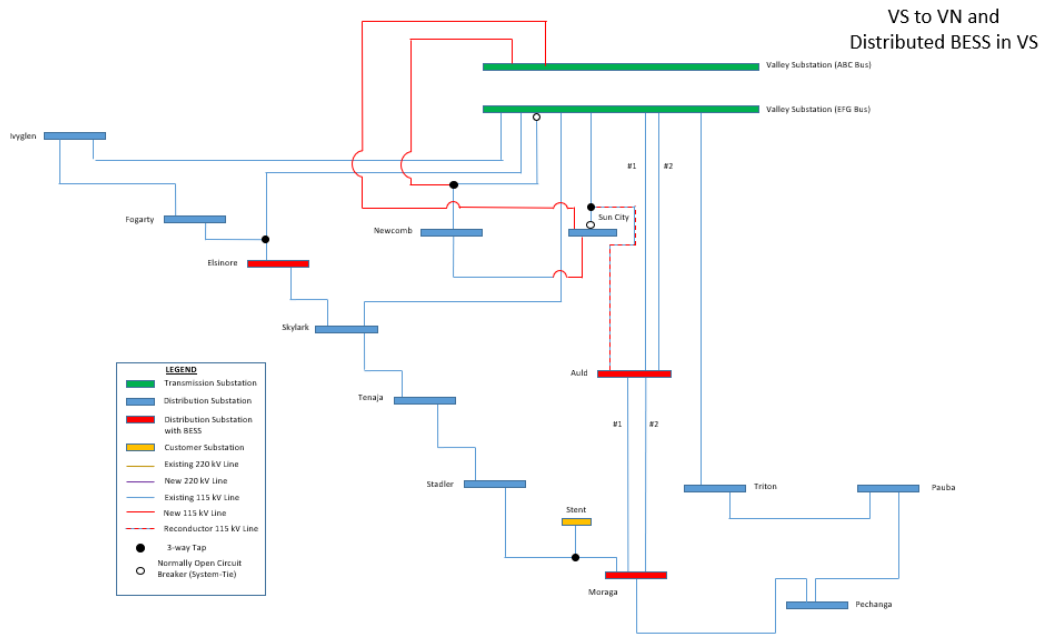 VS to VN and
Distributed BESS in VS
Valley Substation (ABC Bus)
Valley Substation (EFG Bus)
Ivyglen
#1
#2
Fogarty
Newcomb
Sun City
Elsinore
Skylark
Auld
Tenaja
#1
#2
Stadler
Triton
Pauba
Stent
Moraga
Pechanga
LEGEND
Transmission Substation
Distribution Substation
Distribution Substation
with BESS
Customer Substation
Existing 220 kV Line
New 220 kV Line
Existing 115 kV Line
New 115 kV Line
Reconductor 115 kV Line
3-way Tap
Normally Open Circuit
Breaker (System-Tie)